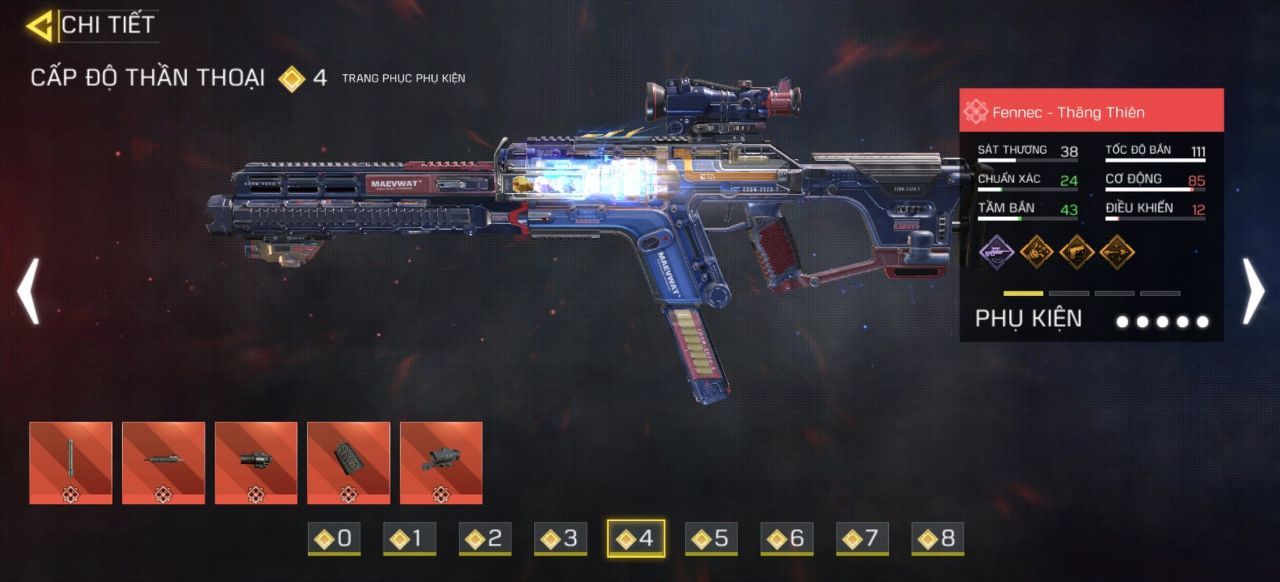 CHI TIẾT
CẤP ĐỘ THẦN THOẠI 4 TRANG PHỤC PHỤ KIỆN
Fennec - Thăng Thiên
SÁT THƯƠNG 38 TỐC ĐỘ BẮN 111
CHUẨN XÁC 24 CƠ ĐỘNG 85
TẦM BẮN 43 ĐIỀU KHIỂN 12
PHỤ KIỆN
MAEVWAT
MAEVWAT
0 1 2 3 4 5 6 7 8